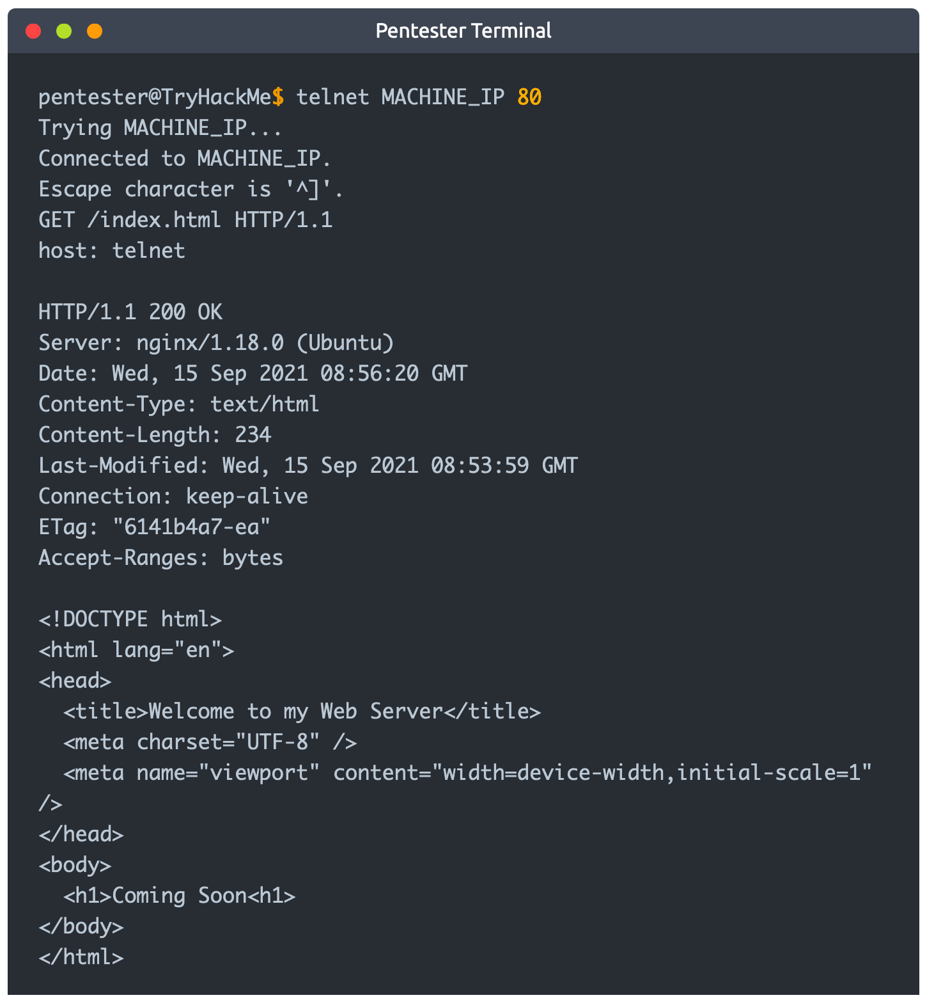 Pentester Terminal
pentester@TryHackMe$ telnet MACHINE_IP 80
Trying MACHINE_IP...
Connected to MACHINE_IP.
Escape character is '^]'.
GET /index.html HTTP/1.1
host: telnet

HTTP/1.1 200 OK
Server: nginx/1.18.0 (Ubuntu)
Date: Wed, 15 Sep 2021 08:56:20 GMT
Content-Type: text/html
Content-Length: 234
Last-Modified: Wed, 15 Sep 2021 08:53:59 GMT
Connection: keep-alive
ETag: "6141b4a7-ea"
Accept-Ranges: bytes

<!DOCTYPE html>
<html lang="en">
<head>
  <title>Welcome to my Web Server</title>
  <meta charset="UTF-8" />
  <meta name="viewport" content="width=device-width,initial-scale=1"
/>
</head>
<body>
  <h1>Coming Soon<h1>
</body>
</html>